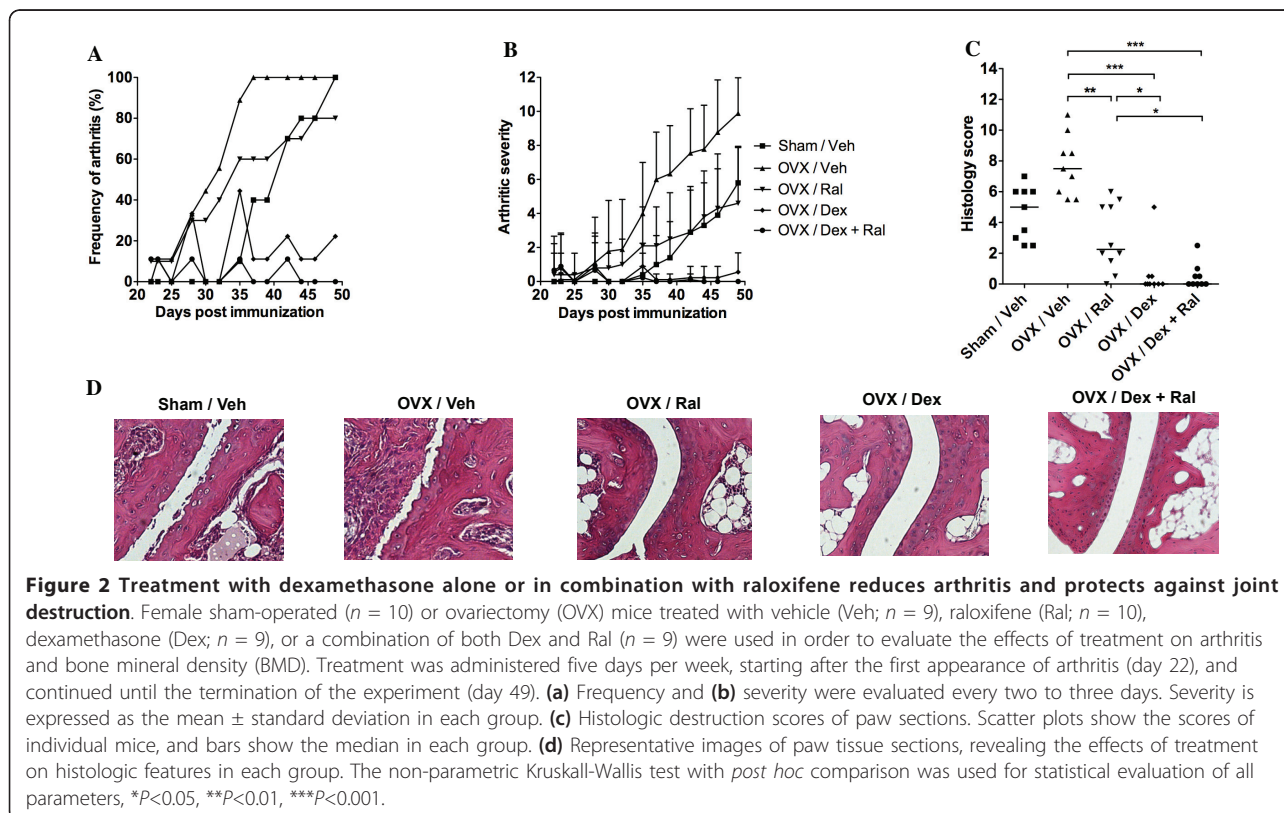 A
Frequency of arthritis (%)
100
80
60
40
20
0
20 25 30 35 40 45 50
Days post immunization
B
Arthritic severity
12
10
8
6
4
2
0
20 25 30 35 40 45 50
Days post immunization
Sham / Veh
OVX / Veh
OVX / Ral
OVX / Dex
OVX / Dex + Ral
C
Histology score
14
12
10
8
6
4
2
0
***
***
** *
*
Sham / Veh
OVX / Veh
OVX / Ral
OVX / Dex
OVX / Dex + Ral
D
Sham / Veh
OVX / Veh
OVX / Ral
OVX / Dex
OVX / Dex + Ral
Figure 2 Treatment with dexamethasone alone or in combination with raloxifene reduces arthritis and protects against joint
destruction. Female sham-operated (n = 10) or ovariectomy (OVX) mice treated with vehicle (Veh; n = 9), raloxifene (Ral; n = 10),
dexamethasone (Dex; n = 9), or a combination of both Dex and Ral (n = 9) were used in order to evaluate the effects of treatment on arthritis
and bone mineral density (BMD). Treatment was administered five days per week, starting after the first appearance of arthritis (day 22), and
continued until the termination of the experiment (day 49). (a) Frequency and (b) severity were evaluated every two to three days. Severity is
expressed as the mean ± standard deviation in each group. (c) Histologic destruction scores of paw sections. Scatter plots show the scores of
individual mice, and bars show the median in each group. (d) Representative images of paw tissue sections, revealing the effects of treatment
on histologic features in each group. The non-parametric Kruskall-Wallis test with post hoc comparison was used for statistical evaluation of all
parameters, *P<0.05, **P<0.01, ***P<0.001.